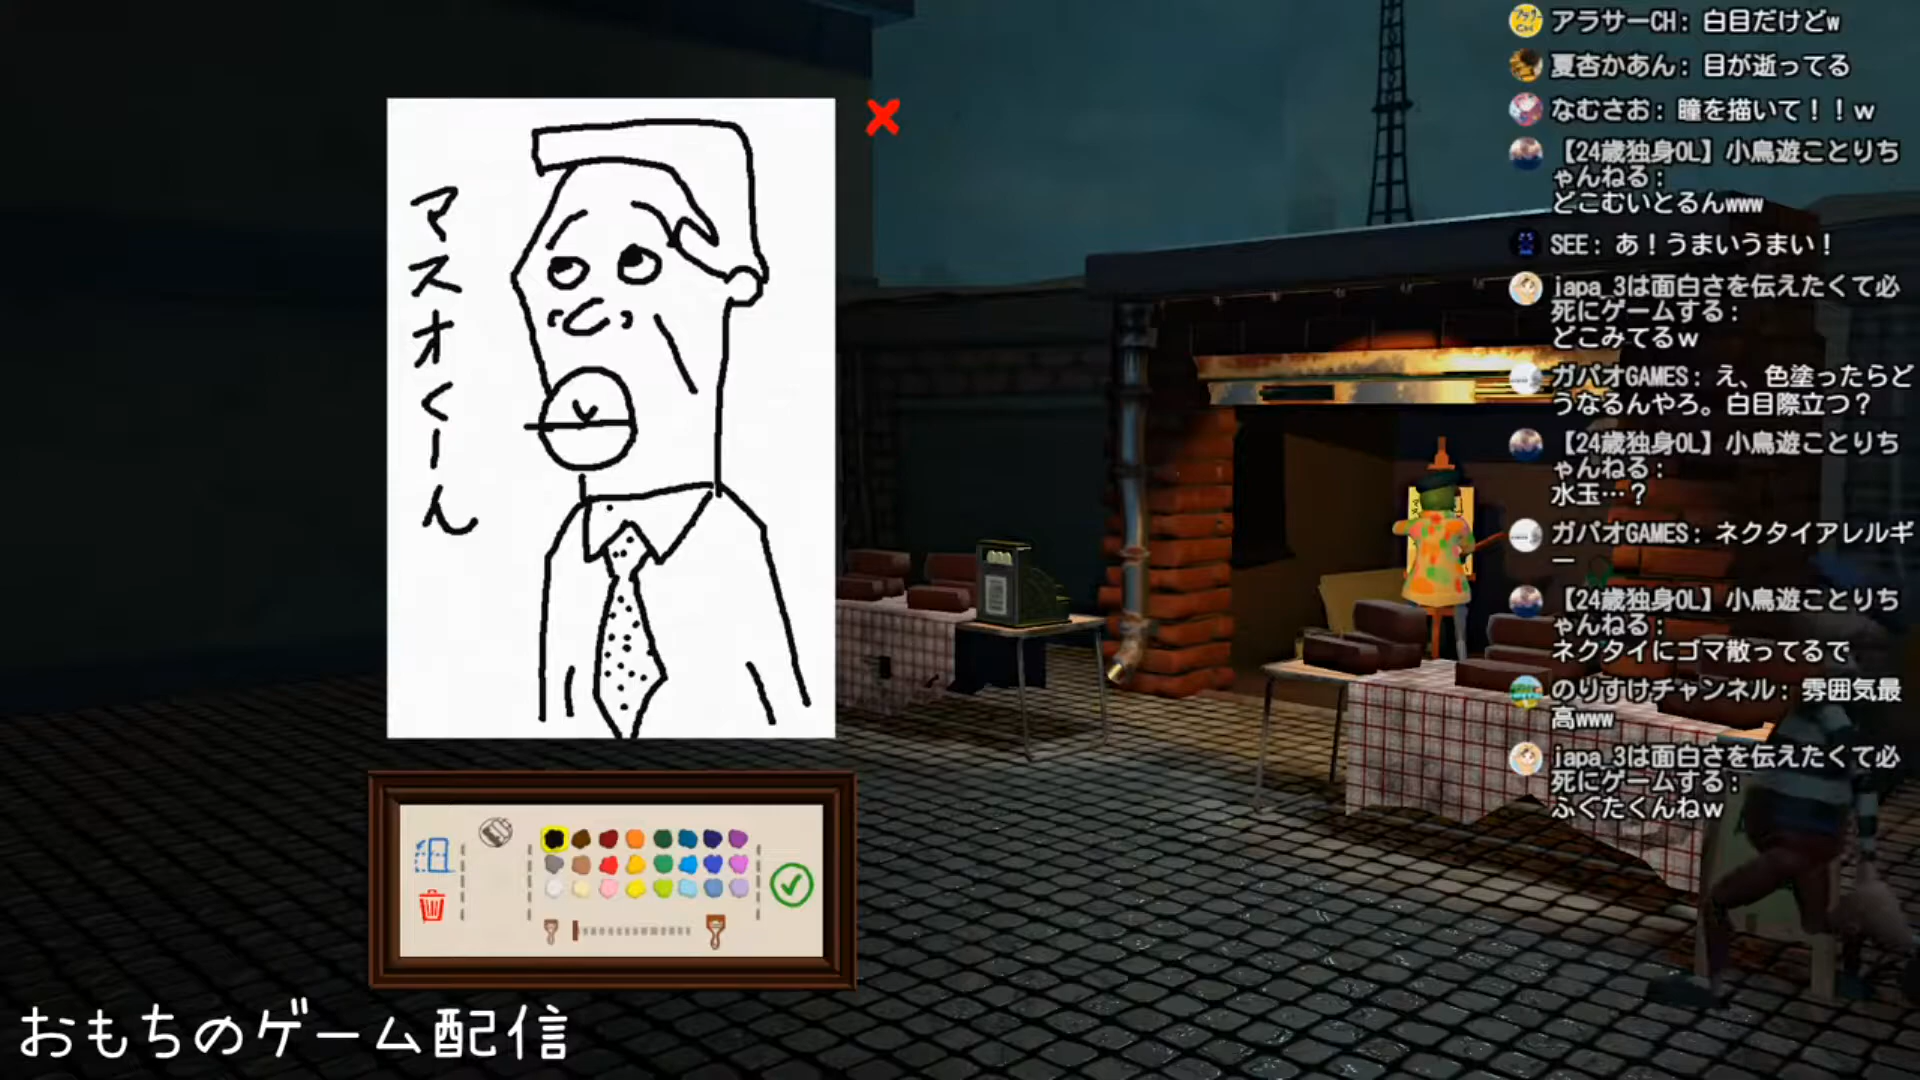 マスオくーん
アラサーCH: 白目だけどw
夏杏かあん: 目が逝ってる
なむさお: 瞳を描いて！！w
【24歳独身OL】小鳥遊ことりち
ゃんねる:
どこむいとるんwww
SEE: あ！うまいうまい！
japa_3は面白さを伝えたくて必
死にゲームする:
どこみてるw
ガパオGAMES: え、色塗ったらど
うなるんやろ。白目際立つ？
【24歳独身OL】小鳥遊ことりち
ゃんねる:
水玉…？
ガパオGAMES: ネクタイアレルギ
ー
【24歳独身OL】小鳥遊ことりち
ゃんねる:
ネクタイにゴマ散ってるで
のりすけチャンネル: 雰囲気最
高www
japa_3は面白さを伝えたくて必
死にゲームする:
ふぐたくんねw
おもちのゲーム配信